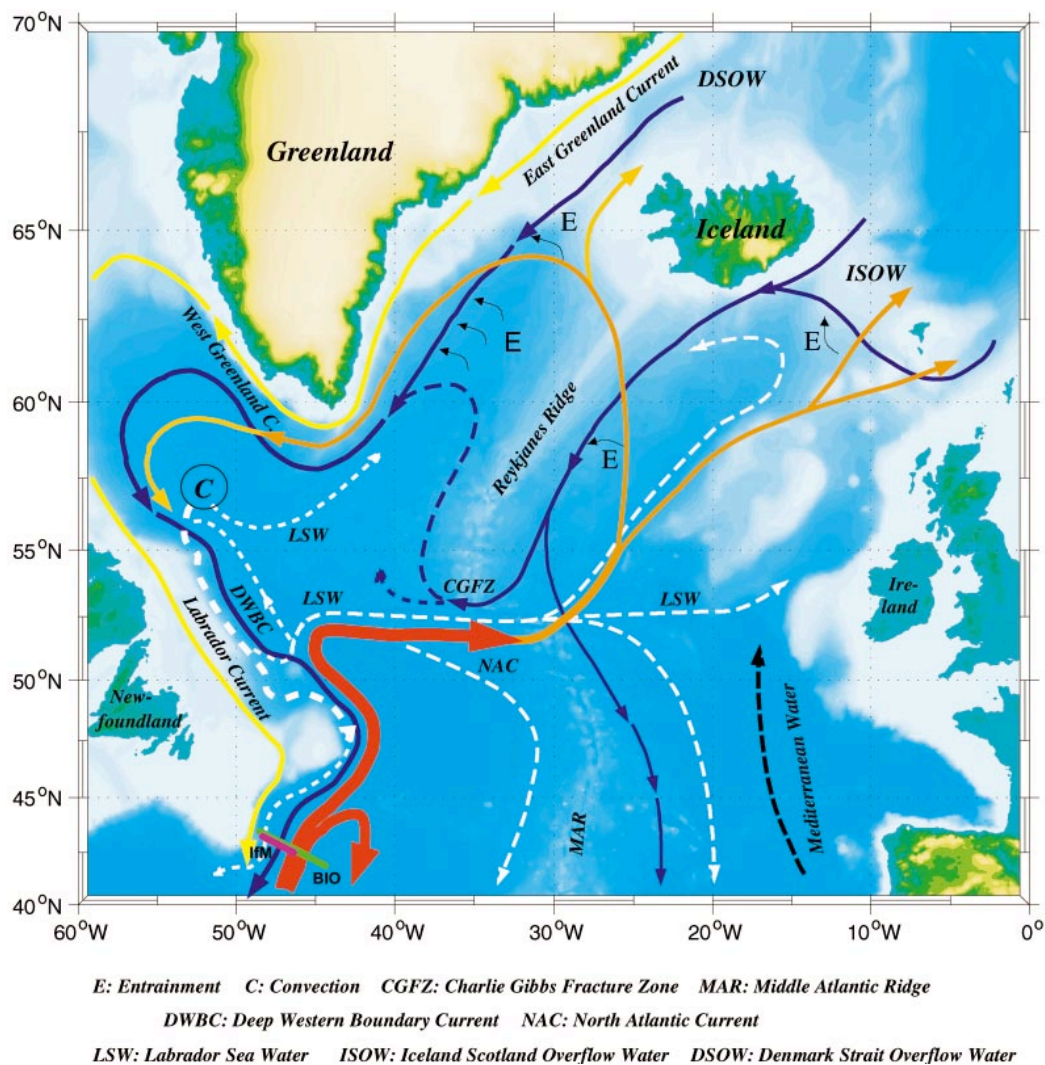 70°N
DSOW
East Greenland Current
Greenland
E
Iceland
65°N
ISOW
West Greenland C
E
E
60°N
Reykjanes Ridge
E
C
LSW
55°N
CGFZ
DWBC
LSW
LSW
Ire-
land
Labrador Current
NAC
50°N
New-
foundland
Mediterranean Water
45°N
MAR
IfM
BIO
40°N
60°W
50°W
40°W
30°W
20°W
10°W
0°
E: Entrainment C: Convection CGFZ: Charlie Gibbs Fracture Zone MAR: Middle Atlantic Ridge
DWBC: Deep Western Boundary Current NAC: North Atlantic Current
LSW: Labrador Sea Water ISOW: Iceland Scotland Overflow Water DSOW: Denmark Strait Overflow Water